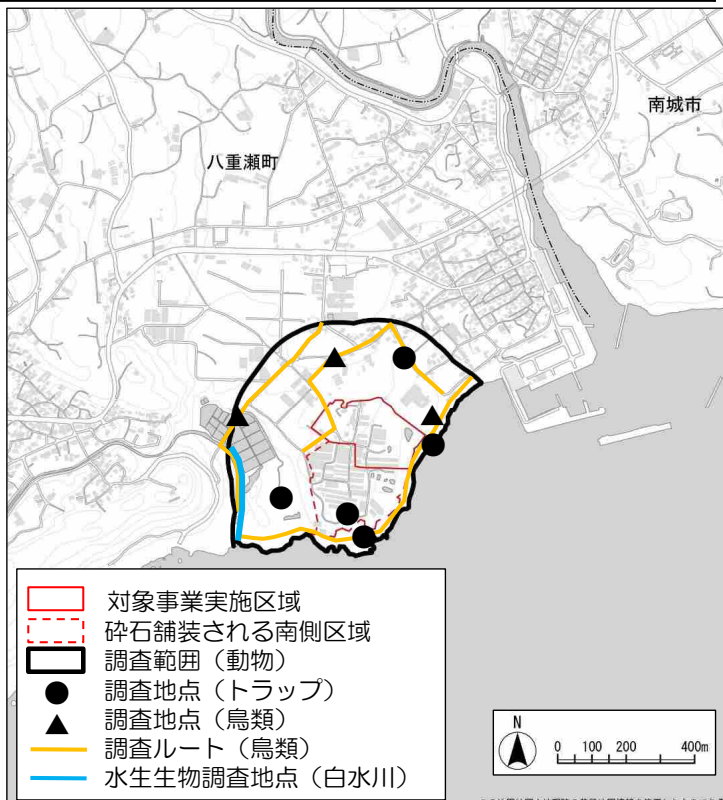 南城市
八重瀬町
対象事業実施区域
砕石舗装される南側区域
調査範囲（動物）
調査地点（トラップ）
調査地点（鳥類）
調査ルート（鳥類）
水生生物調査地点（白水川）
N
0 100 200 400m